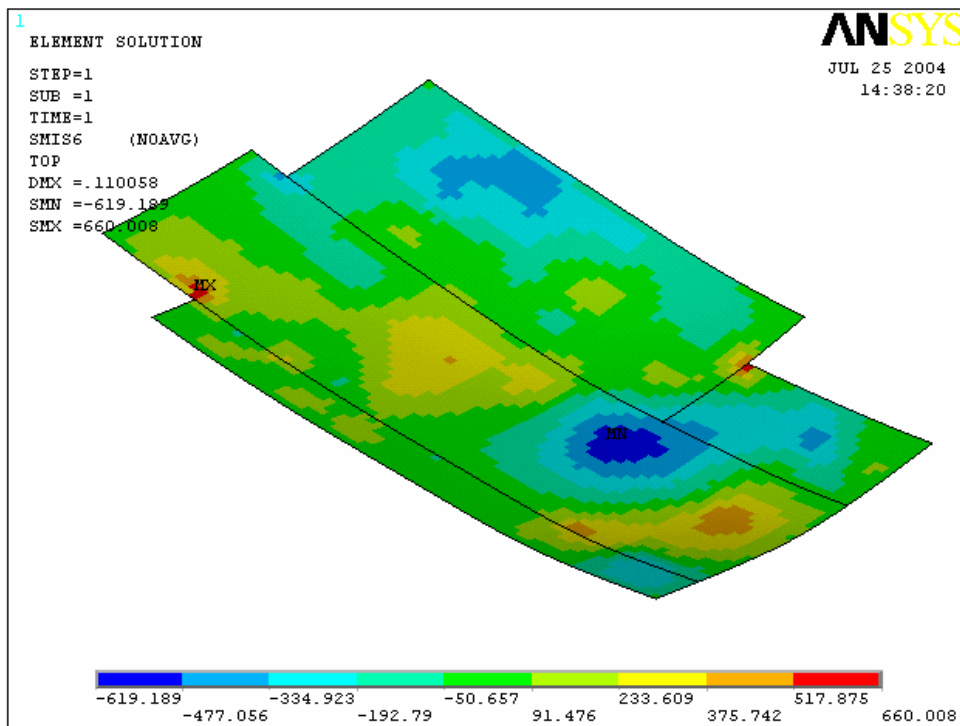 1
ANSYS
ELEMENT SOLUTION
JUL 25 2004
14:38:20
STEP=1
SUB =1
TIME=1
SMIS6 (NOAVG)
TOP
DMX =.110058
SMN =-619.189
SMX =660.008
MX
MN
-619.189 -334.923 -50.657 233.609 517.875
-477.056 -192.79 91.476 375.742 660.008